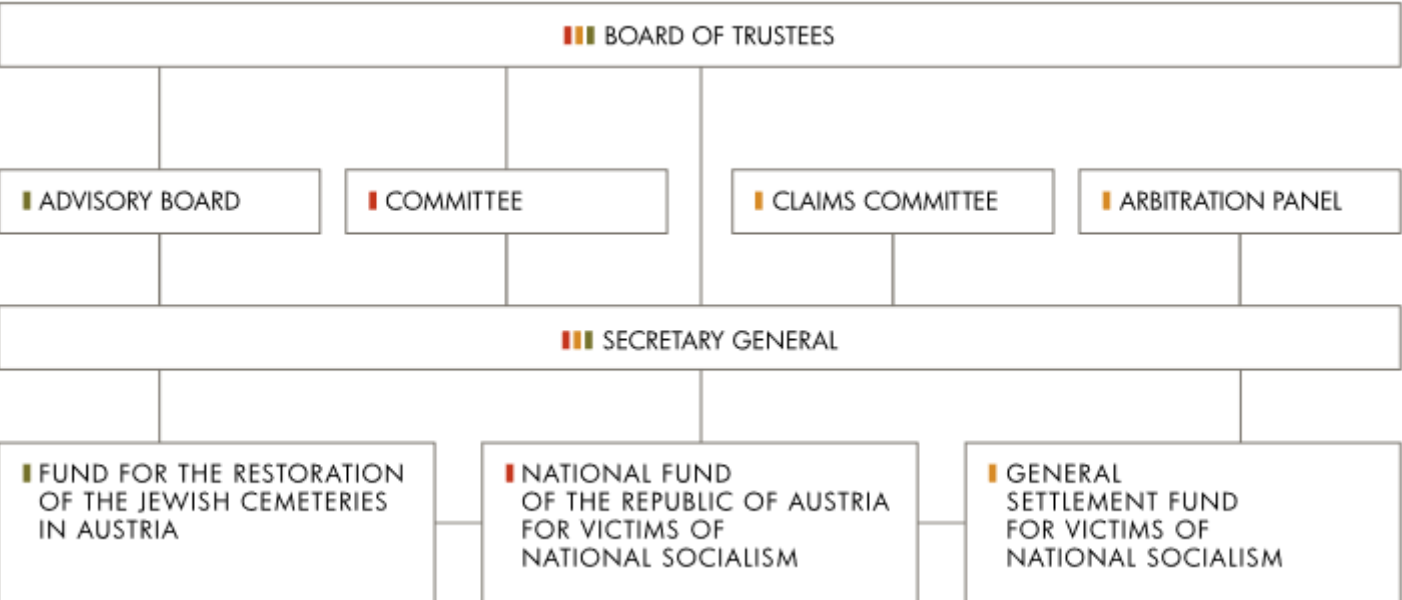 BOARD OF TRUSTEES
ADVISORY BOARD
COMMITTEE
CLAIMS COMMITTEE
ARBITRATION PANEL
SECRETARY GENERAL
FUND FOR THE RESTORATION
OF THE JEWISH CEMETERIES
IN AUSTRIA
NATIONAL FUND
OF THE REPUBLIC OF AUSTRIA
FOR VICTIMS OF
NATIONAL SOCIALISM
GENERAL
SETTLEMENT FUND
FOR VICTIMS OF
NATIONAL SOCIALISM